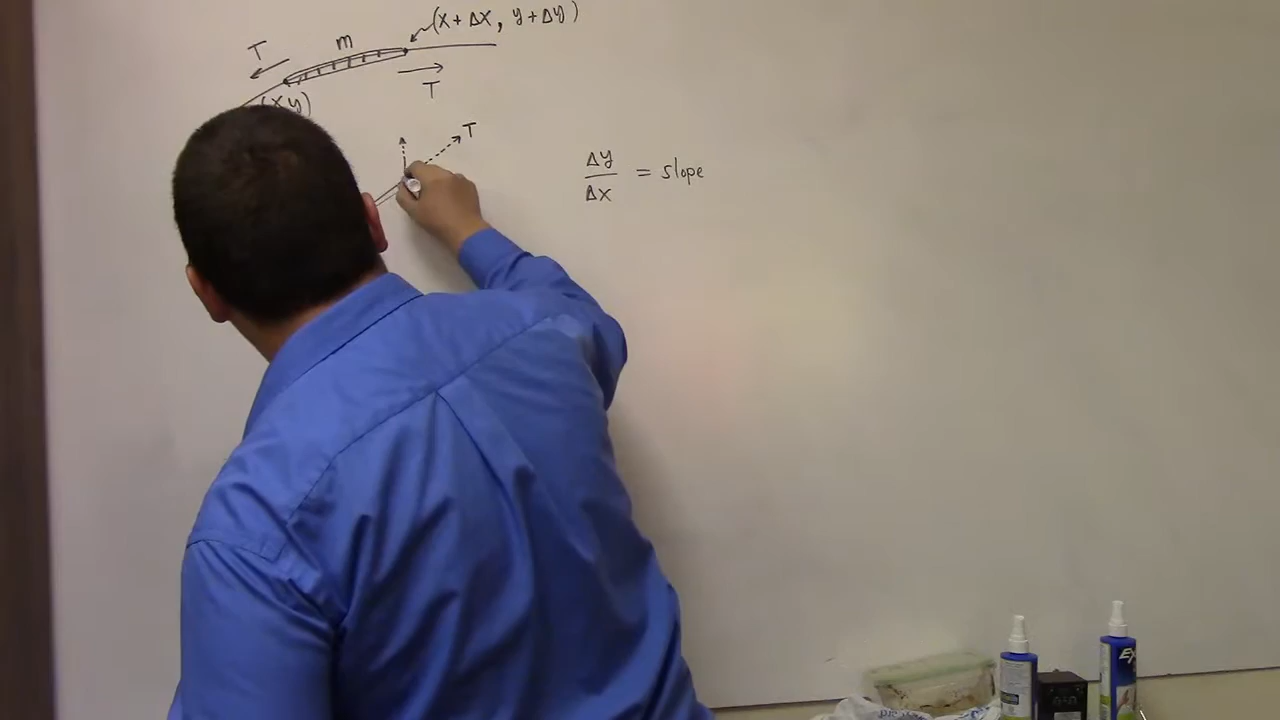 (x + Δx, y + Δy)
T
m
T
(x y)
T
Δy
Δx
= slope